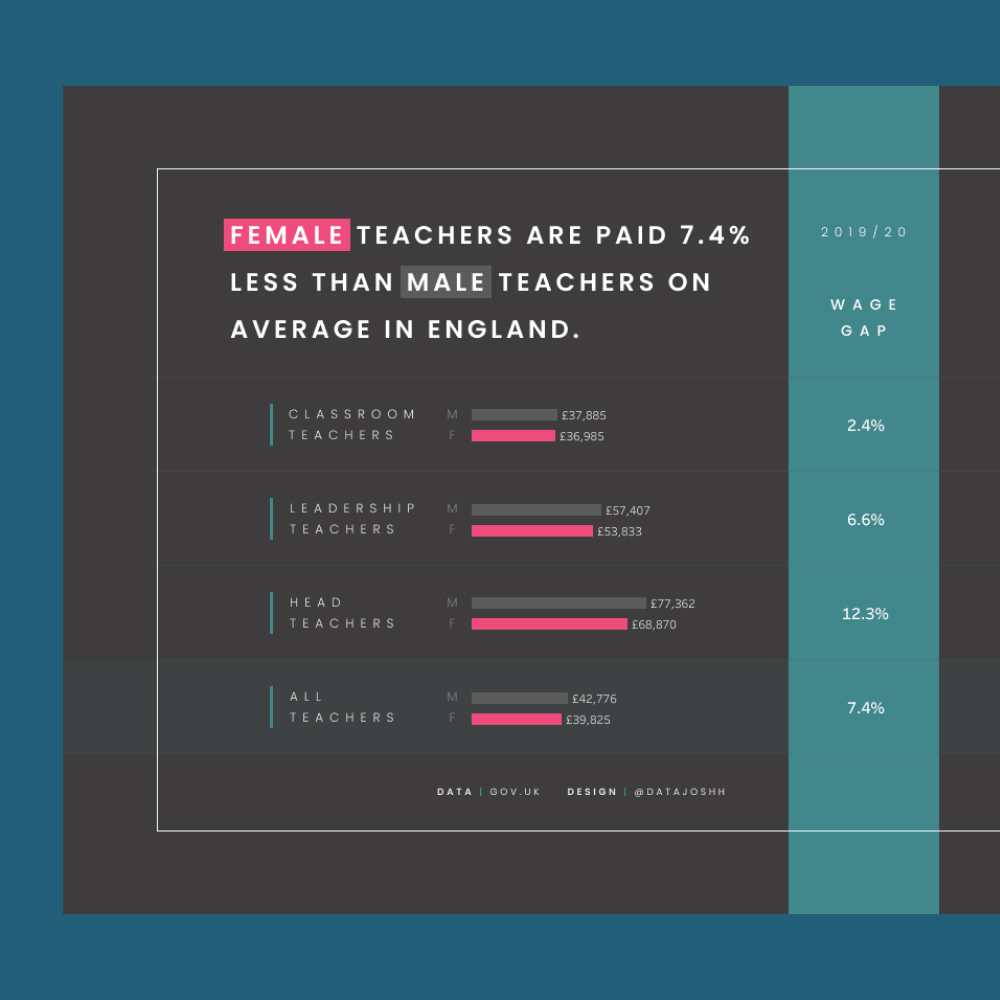 FEMALE TEACHERS ARE PAID 7.4%
LESS THAN MALE TEACHERS ON
AVERAGE IN ENGLAND.
2019/20
WAGE
GAP
CLASSROOM
TEACHERS
M £37,885
F £36,985
2.4%
LEADERSHIP
TEACHERS
M £57,407
F £53,833
6.6%
HEAD
TEACHERS
M £77,362
F £68,870
12.3%
ALL
TEACHERS
M £42,776
F £39,825
7.4%
DATA | GOV.UK DESIGN | @DATAJOSHH